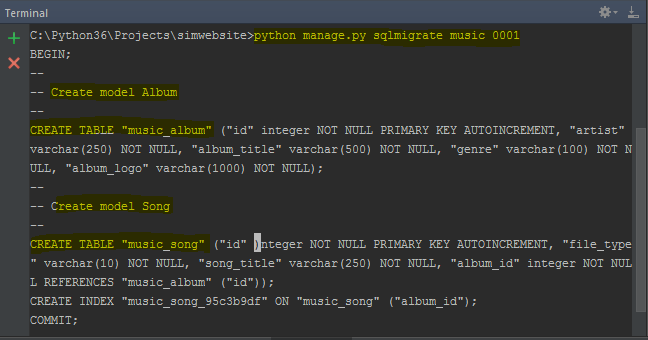 Terminal
C:\Python36\Projects\simwebsite>python manage.py sqlmigrate music 0001
BEGIN;
--
-- Create model Album
--
CREATE TABLE "music_album" ("id" integer NOT NULL PRIMARY KEY AUTOINCREMENT, "artist"
varchar(250) NOT NULL, "album_title" varchar(500) NOT NULL, "genre" varchar(100) NOT N
ULL, "album_logo" varchar(1000) NOT NULL);
--
-- Create model Song
--
CREATE TABLE "music_song" ("id" integer NOT NULL PRIMARY KEY AUTOINCREMENT, "file_type
" varchar(10) NOT NULL, "song_title" varchar(250) NOT NULL, "album_id" integer NOT NUL
L REFERENCES "music_album" ("id"));
CREATE INDEX "music_song_95c3b9df" ON "music_song" ("album_id");
COMMIT;